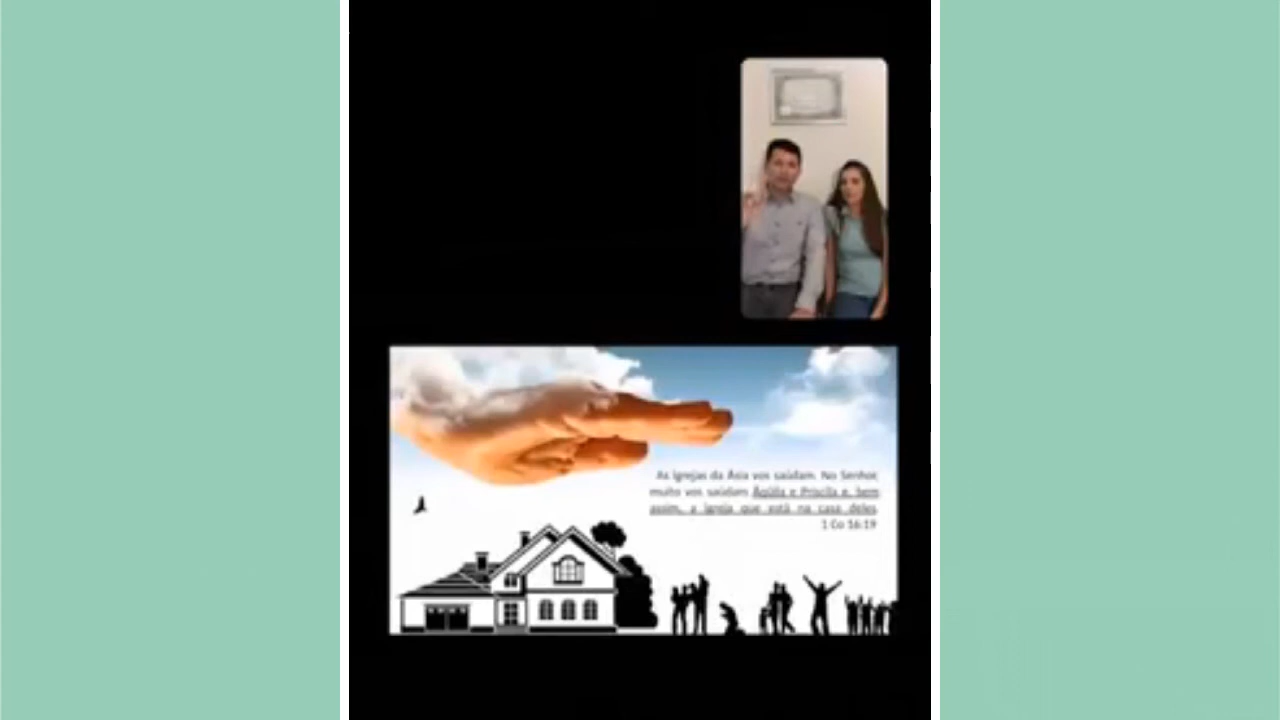 As Igrejas da Ásia vos saúdam. No Senhor,
muito vos saúdam Áqüila e Priscila e, bem
assim, a igreja que está na casa deles
1 Co 16:19